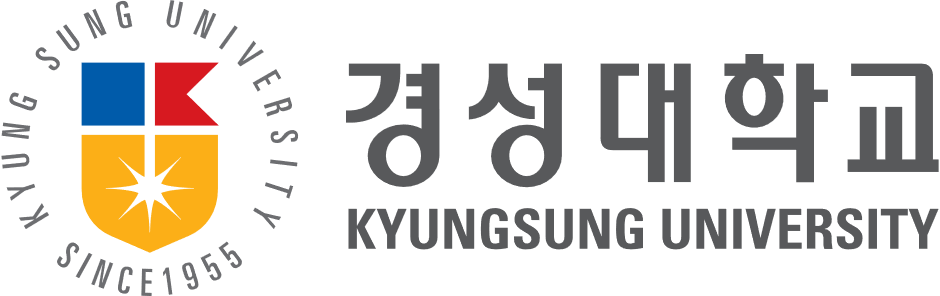 KYUNG SUNG UNIVERSITY
SINCE1955
경성대학교
KYUNGSUNG UNIVERSITY